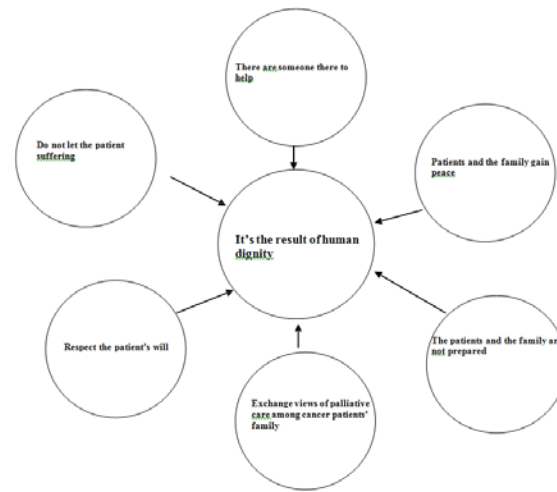 There are someone there to
help
Do not let the patient
suffering
Patients and the family gain
peace
It's the result of human
dignity
Respect the patient's will
The patients and the family ar
not prepared
Exchange views of palliative
care among cancer patients'
family